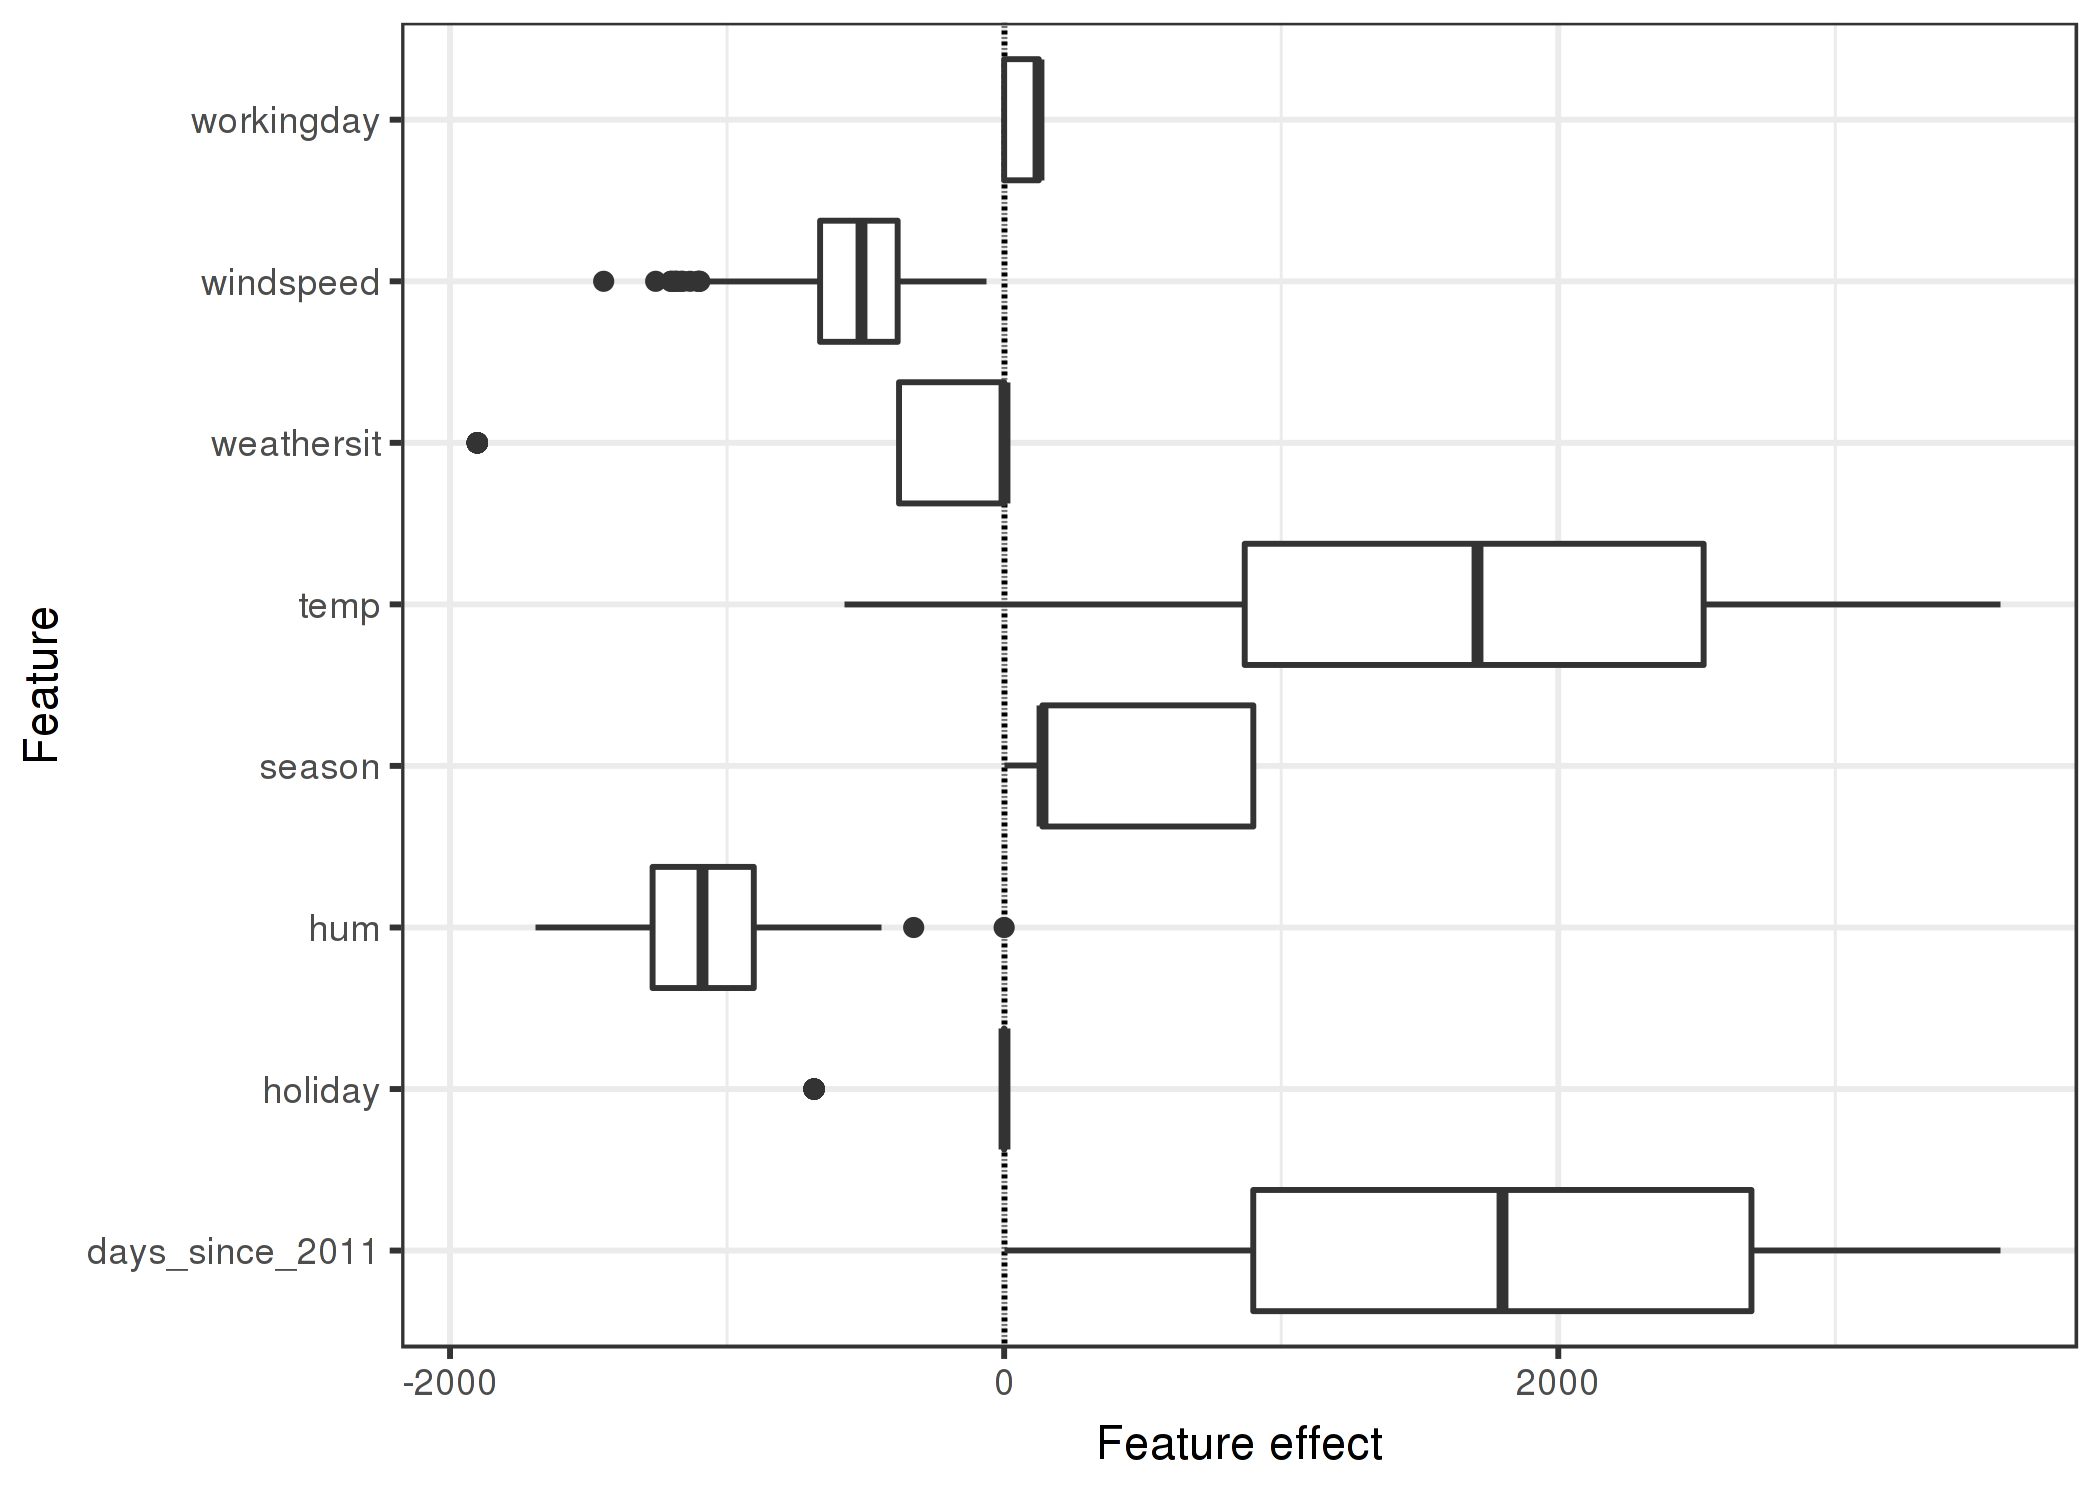 workingday
windspeed
weathersit
temp
season
hum
holiday
days_since_2011
Feature
-2000 0 2000
Feature effect